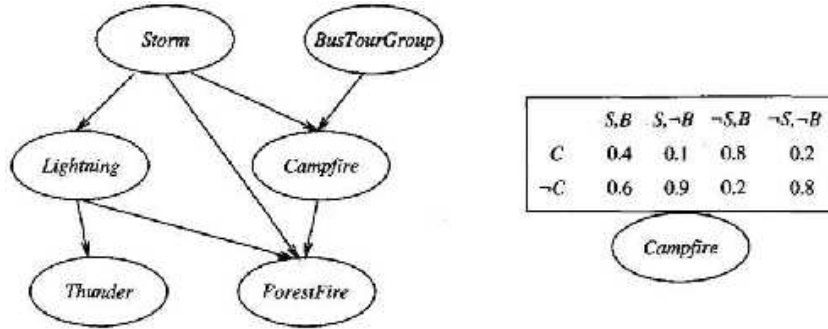 Storm BusTourGroup
Lightning Campfire
Thunder ForestFire
S,B S,¬B ¬S,B ¬S,¬B
C 0.4 0.1 0.8 0.2
¬C 0.6 0.9 0.2 0.8
Campfire